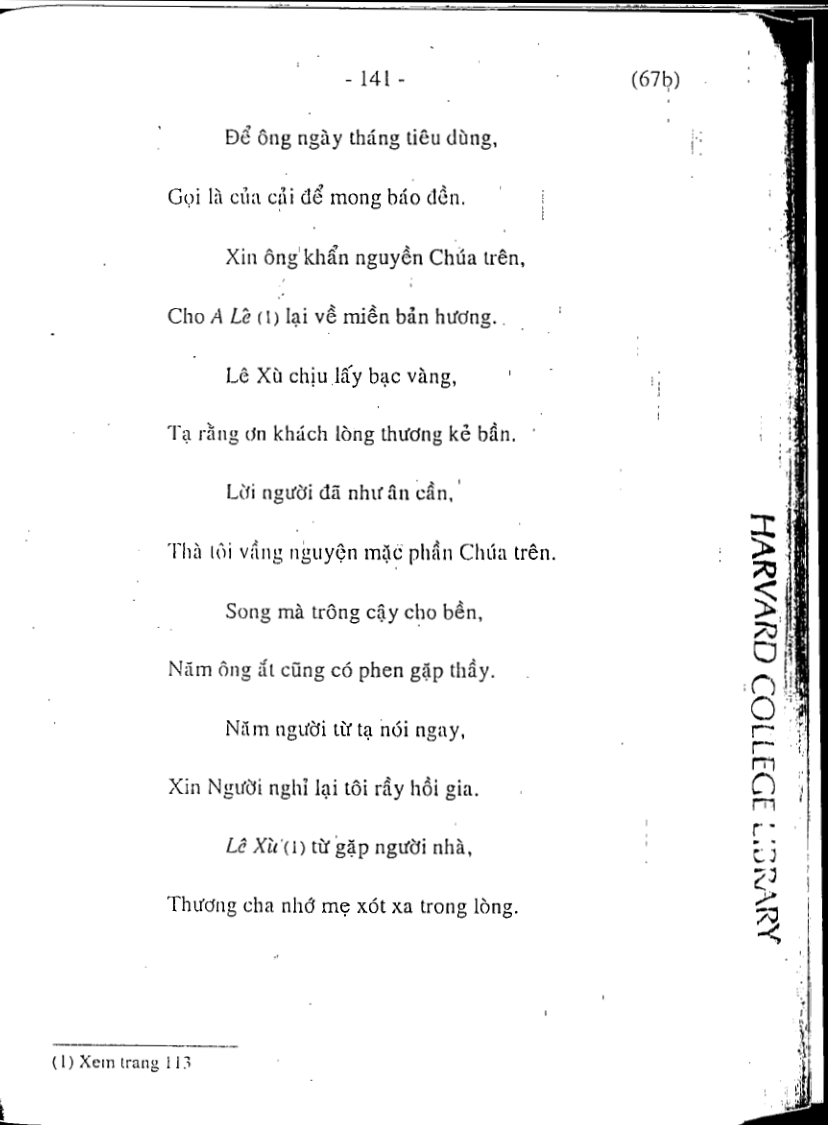 - 141 - (67b)
Để ông ngày tháng tiêu dùng,
Gọi là của cải để mong báo đền.
Xin ông khẩn nguyền Chúa trên,
Cho A Lê (1) lại về miền bản hương.
Lê Xù chịu lấy bạc vàng,
Tạ rằng ơn khách lòng thương kẻ bần.
Lời người đã như ân cần,
Thà tôi vầng nguyện mặc phần Chúa trên.
Song mà trông cậy cho bền,
Năm ông ắt cũng có phen gặp thầy.
Năm người từ tạ nói ngay,
Xin Người nghỉ lại tôi rầy hồi gia.
Lê Xù (1) từ gặp người nhà,
Thương cha nhớ mẹ xót xa trong lòng.
(1) Xem trang 113
HARVARD COLLEGE LIBRARY